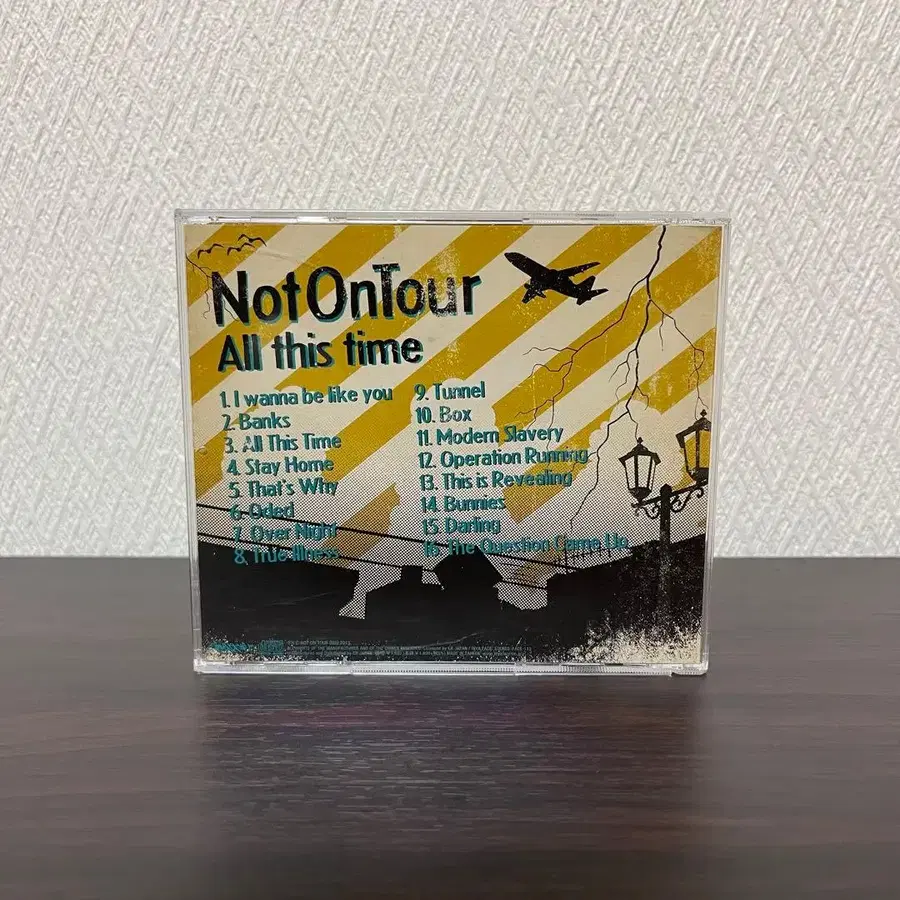 NotOnTour
All this time
1. I wanna be like you
2. Banks
3. All This Time
4. Stay Home
5. That's Why
6. Oded
7. Over Night
8. True Illness
9. Tunnel
10. Box
11. Modern Slavery
12. Operation Running
13. This is Revealing
14. Bunnies
15. Darling
16. The Question Came Up